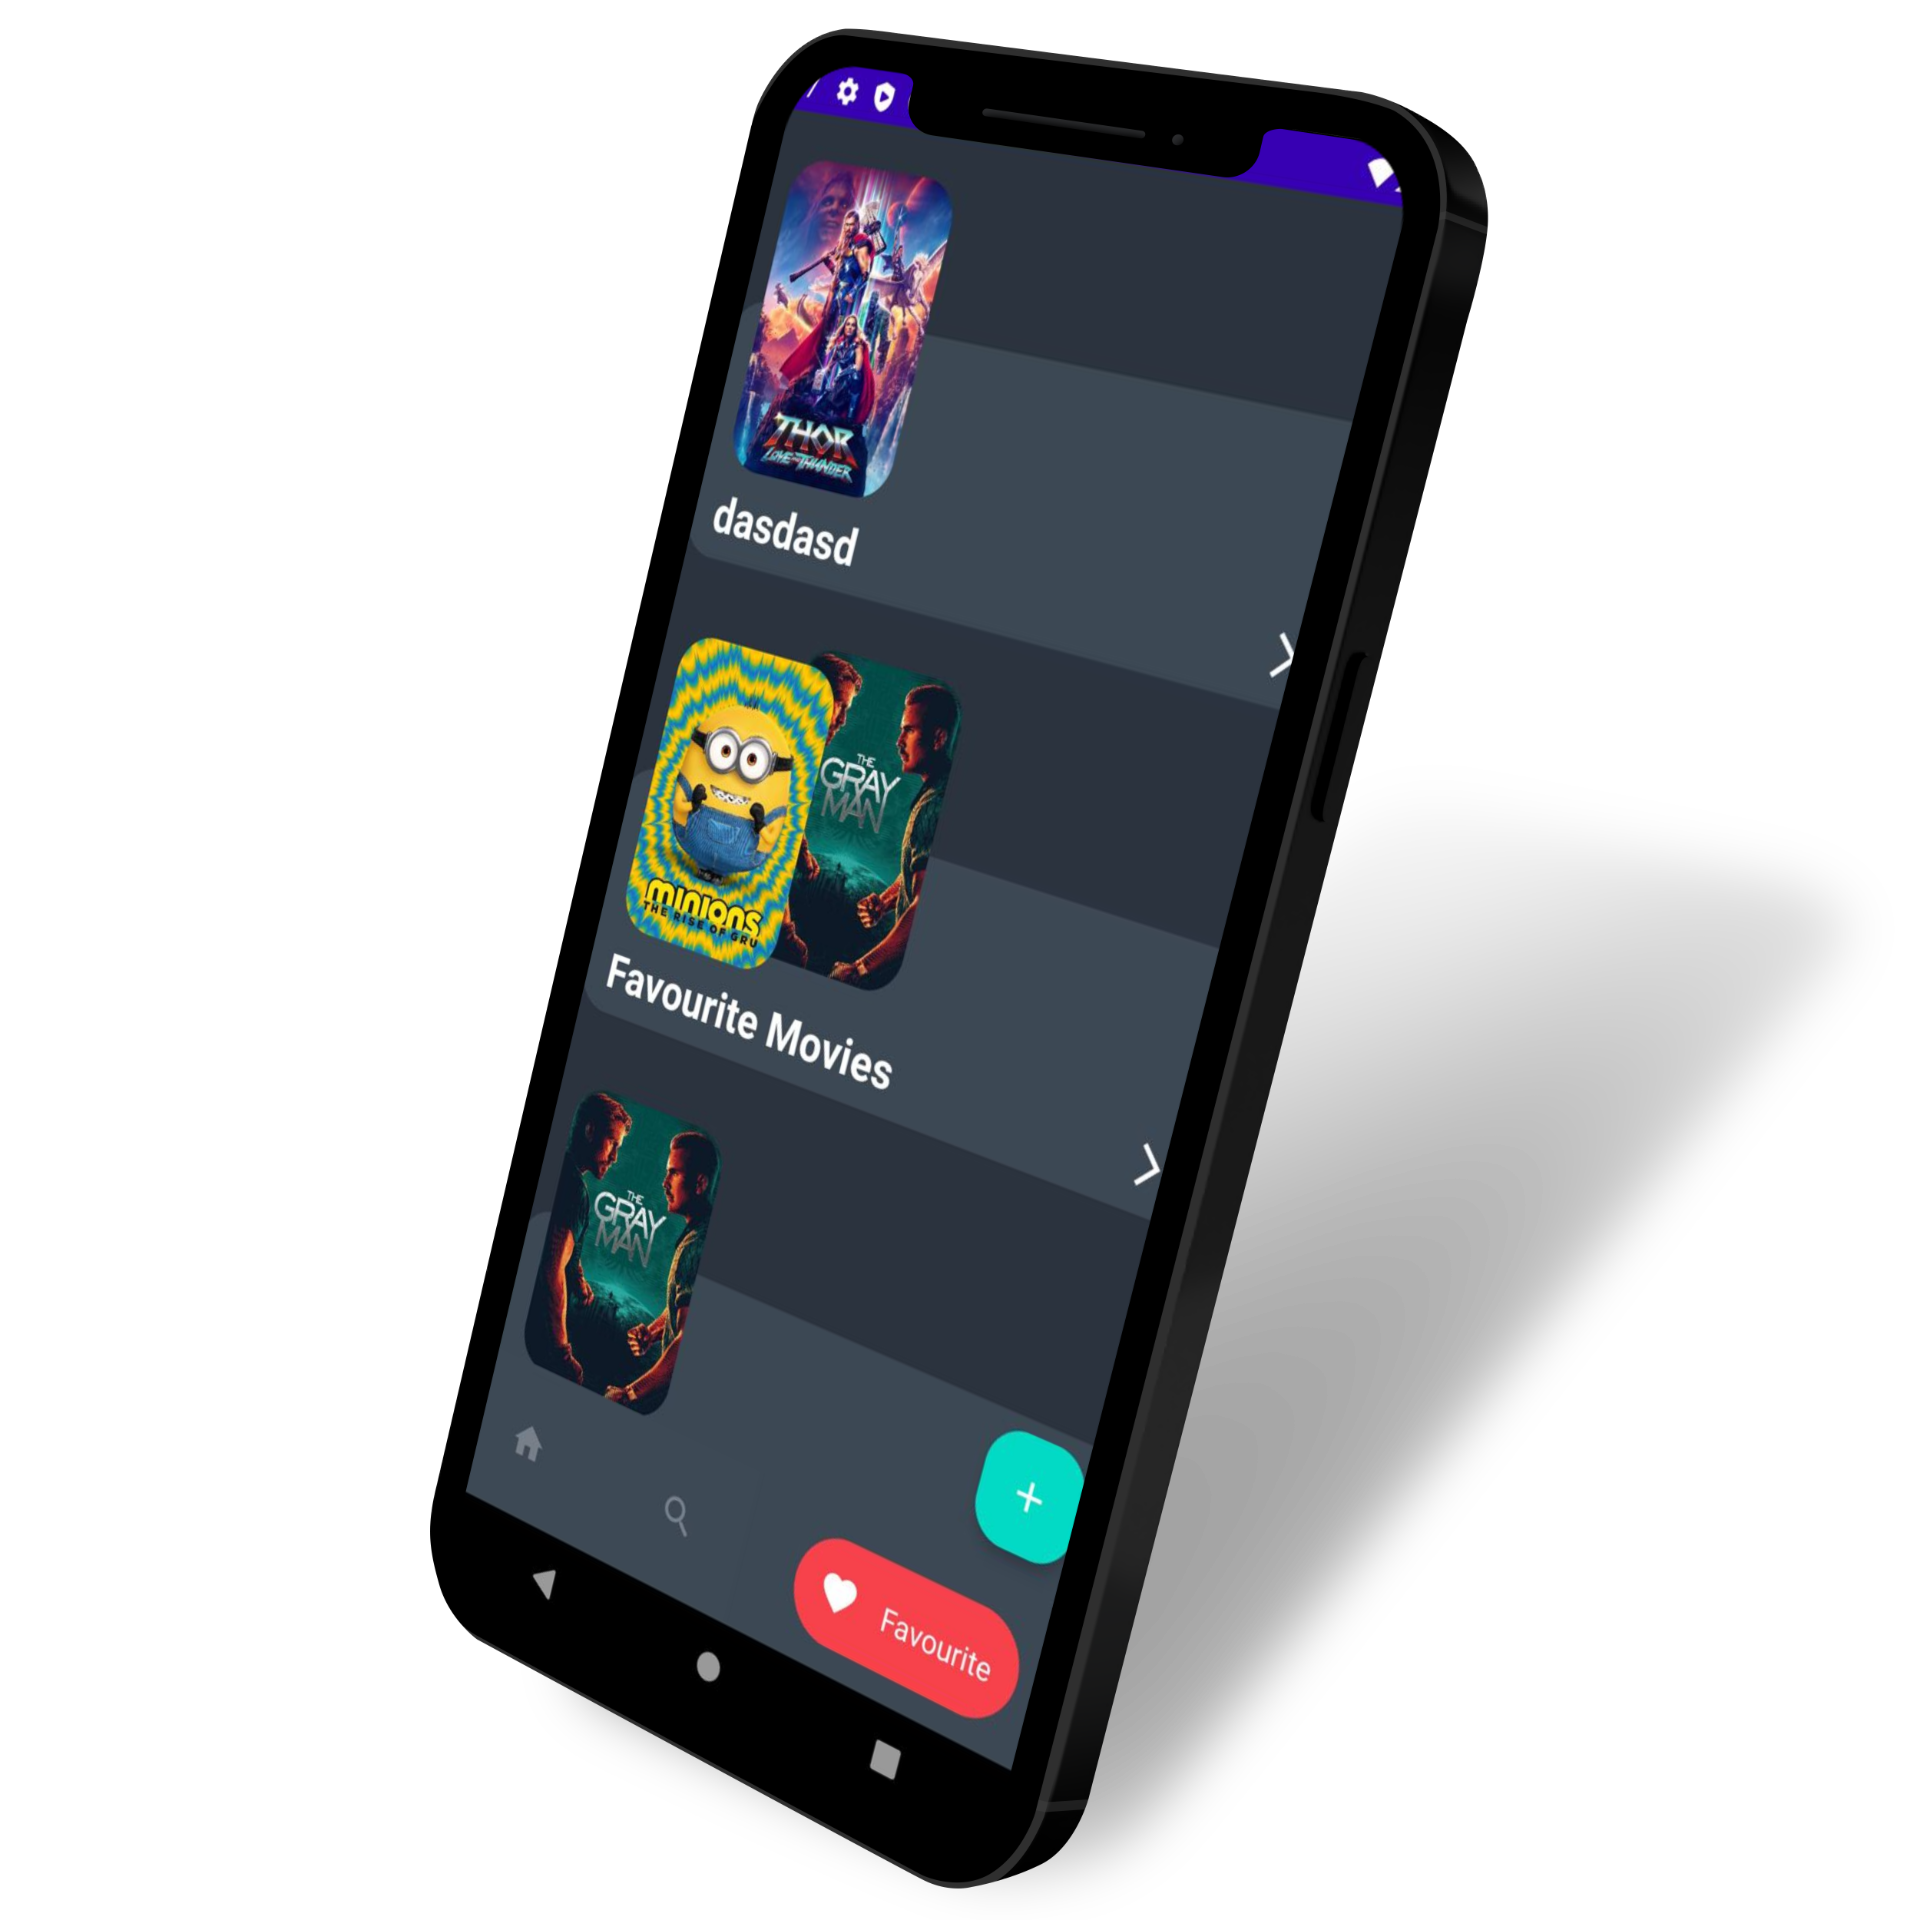 THOR
LOVE AND THUNDER
dasdasd
MINIONS
THE RISE OF GRU
THE
GRAY
MAN
Favourite Movies
THE
GRAY
MAN
Favourite